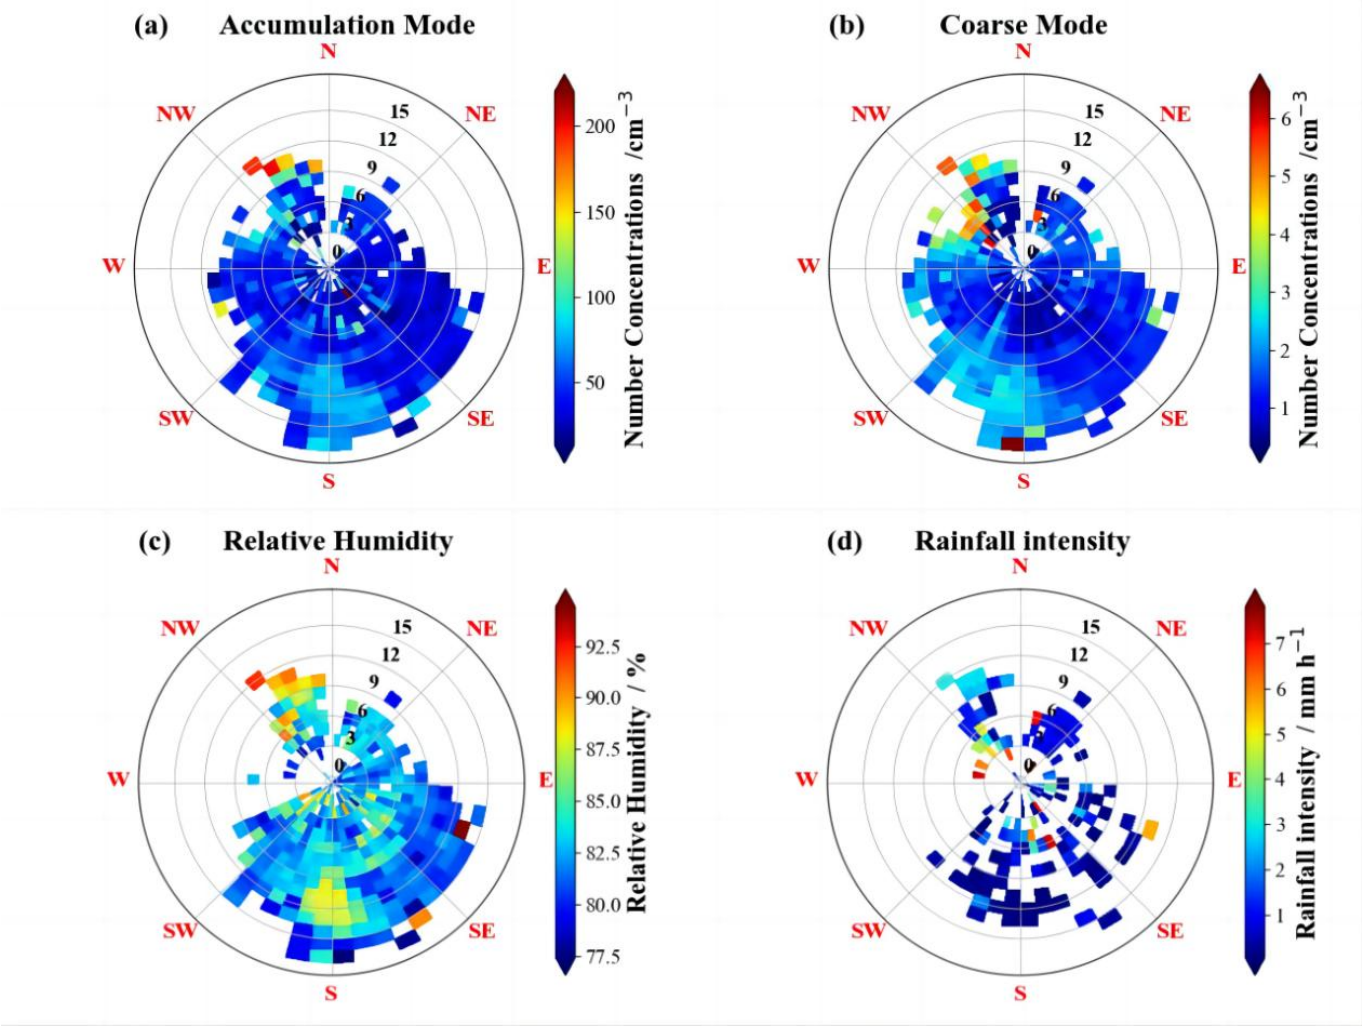 (a) Accumulation Mode
N
NW
NE
W
E
SW
SE
S
15
12
9
6
3
0
200
150
100
50
Number Concentrations /cm⁻³
(b) Coarse Mode
N
NW
NE
W
E
SW
SE
S
15
12
9
6
3
0
6
5
4
3
2
1
Number Concentrations /cm⁻³
(c) Relative Humidity
N
NW
NE
W
E
SW
SE
S
15
12
9
6
3
0
92.5
90.0
87.5
85.0
82.5
80.0
77.5
Relative Humidity / %
(d) Rainfall intensity
N
NW
NE
W
E
SW
SE
S
15
12
9
6
3
0
7
6
5
4
3
2
1
Rainfall intensity / mm h⁻¹